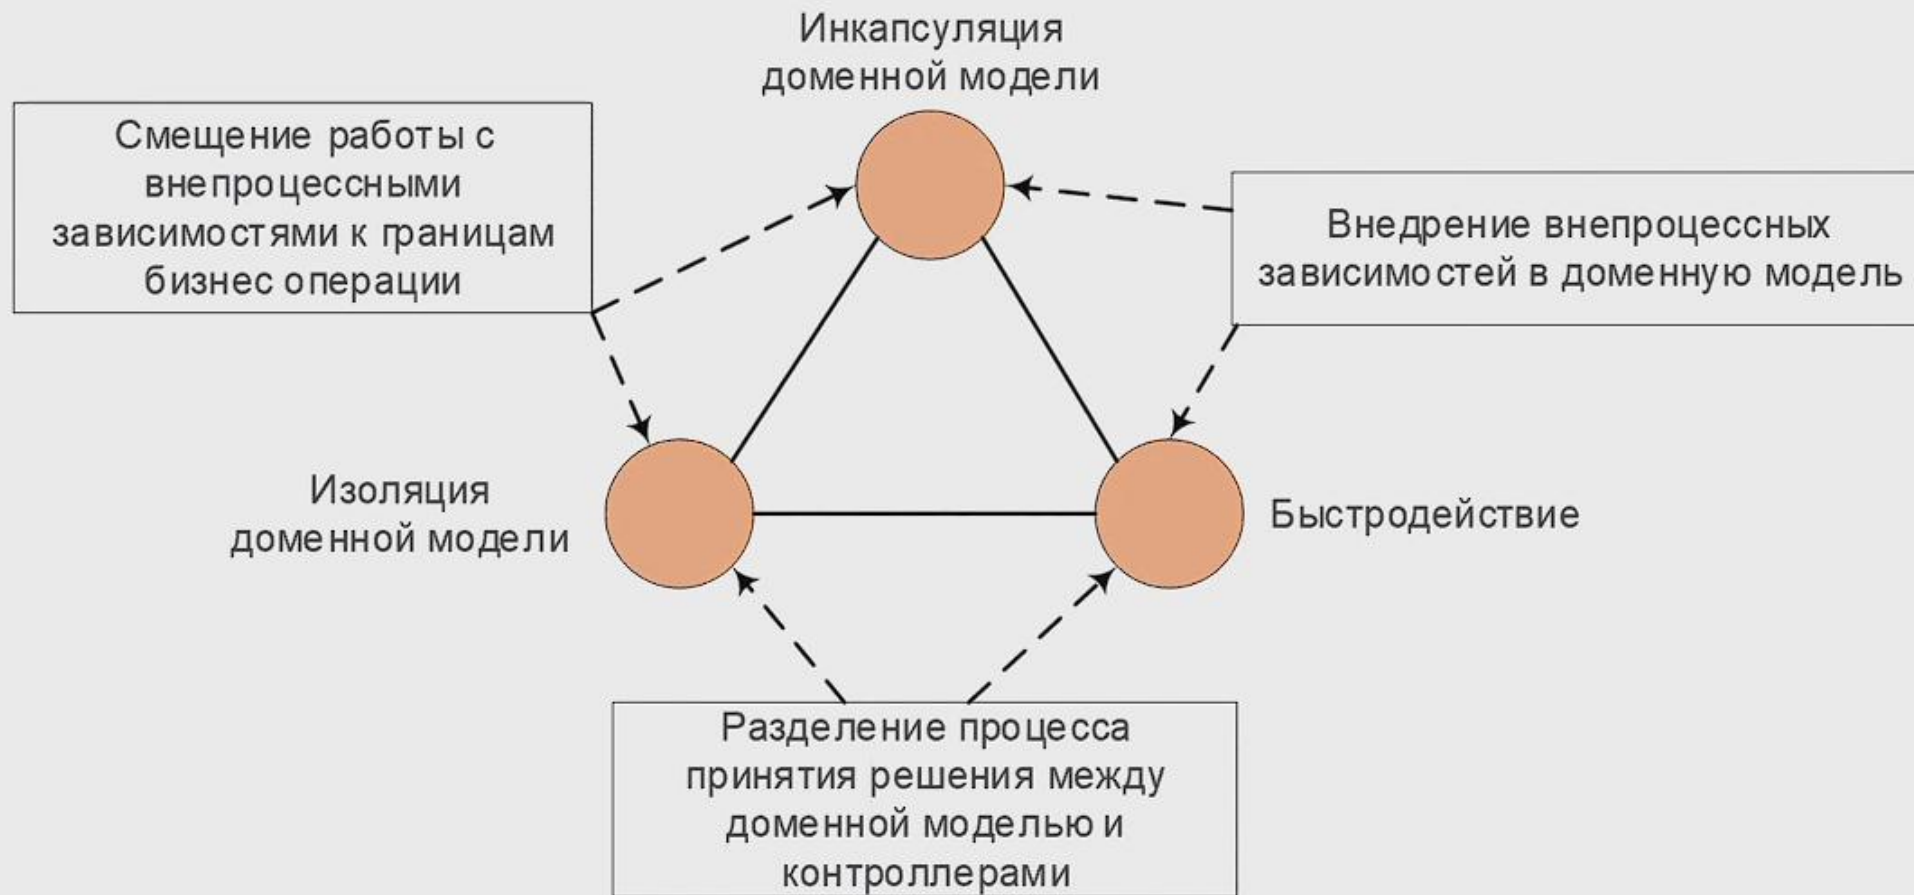 Инкапсуляция
доменной модели
Смещение работы с
внепроцессными
зависимостями к границам
бизнес операции
Внедрение внепроцессных
зависимостей в доменную модель
Изоляция
доменной модели
Быстродействие
Разделение процесса
принятия решения между
доменной моделью и
контроллерами